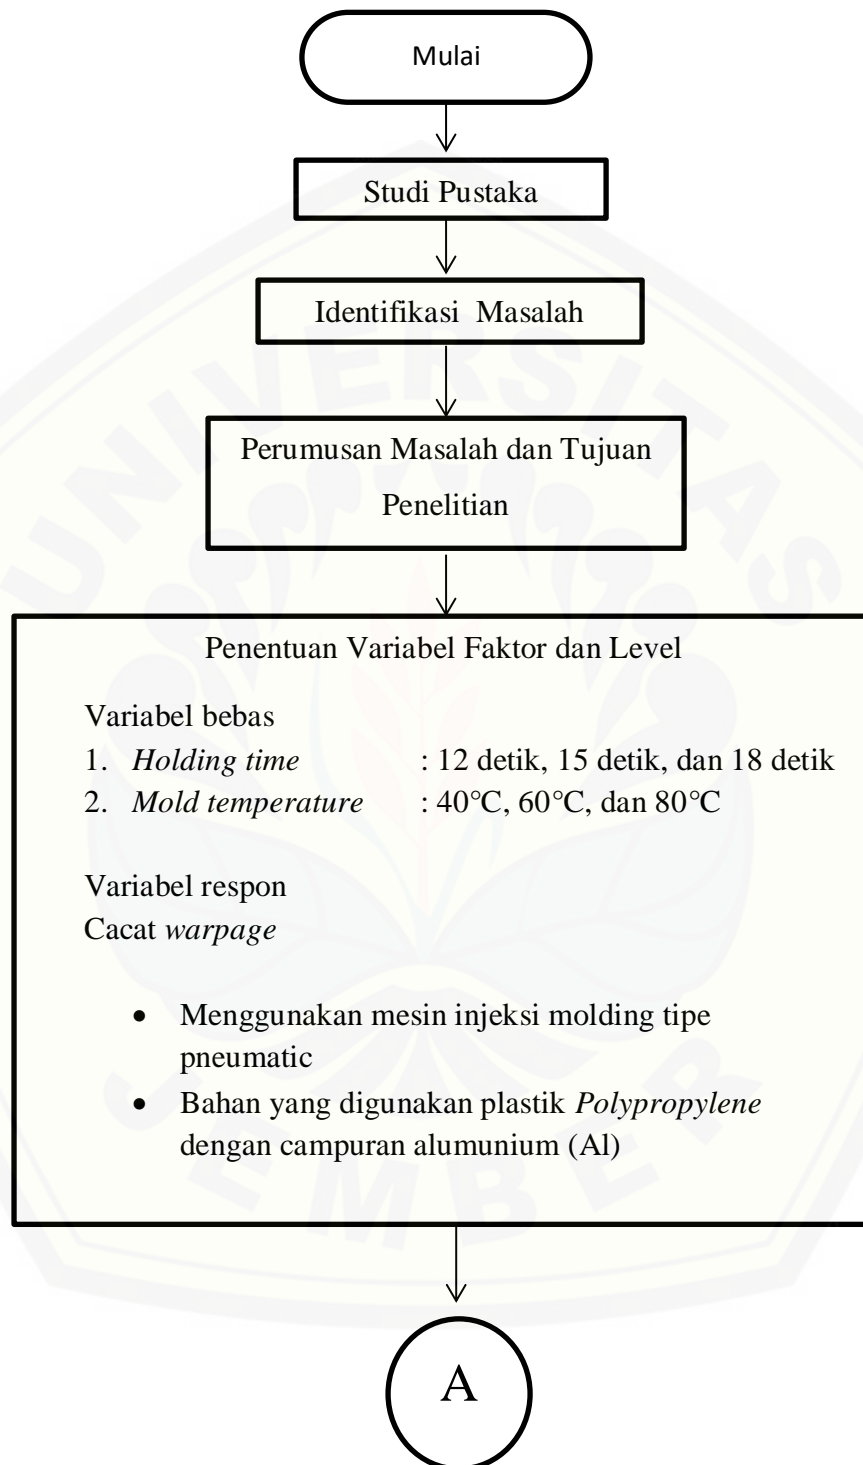 Mulai
Studi Pustaka
Identifikasi Masalah
Perumusan Masalah dan Tujuan
Penelitian
Penentuan Variabel Faktor dan Level
Variabel bebas
1. Holding time : 12 detik, 15 detik, dan 18 detik
2. Mold temperature : 40°C, 60°C, dan 80°C
Variabel respon
Cacat warpage
• Menggunakan mesin injeksi molding tipe
pneumatic
• Bahan yang digunakan plastik Polypropylene
dengan campuran alumunium (Al)
A
UNIVERSITAS
JEMBER